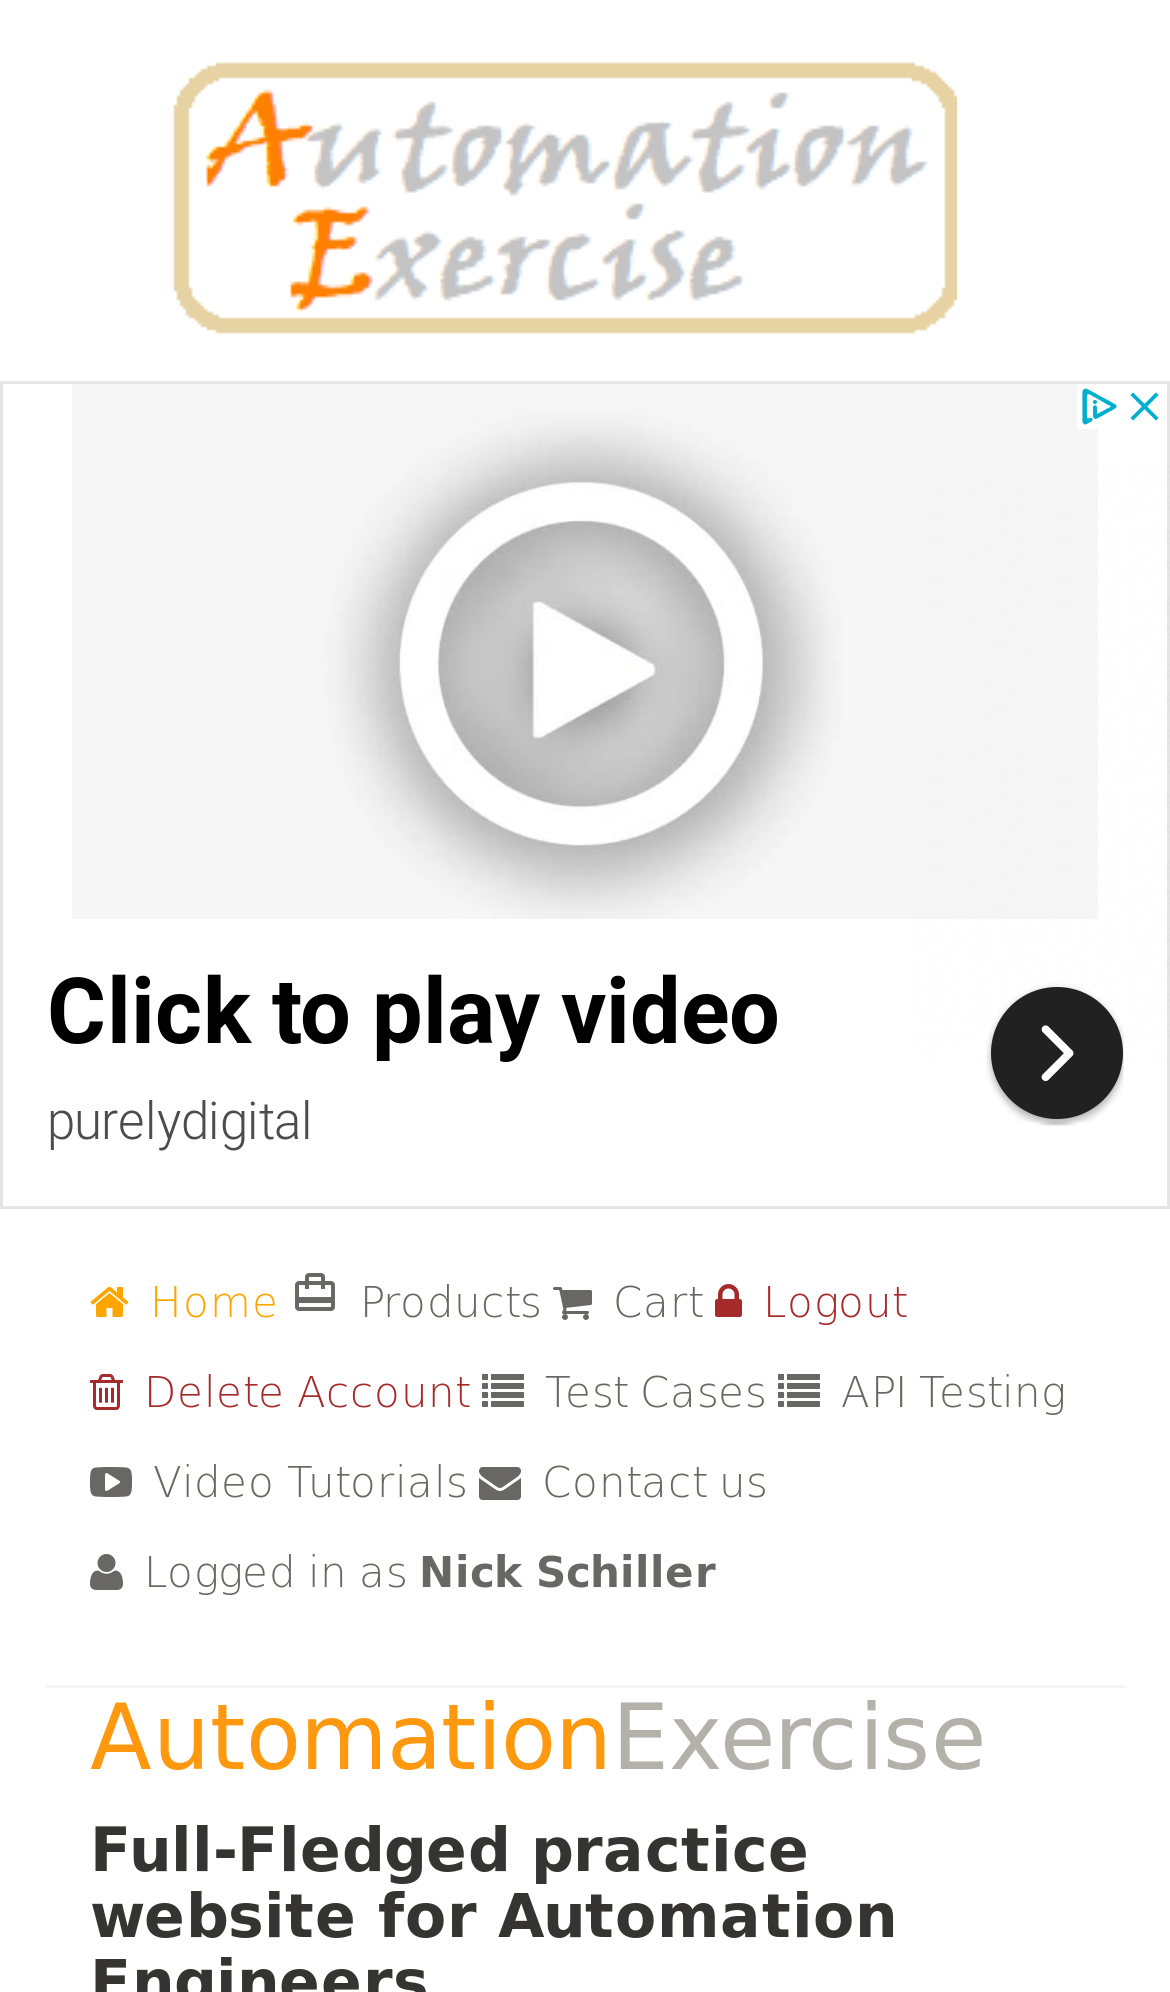 Automation
Exercise
Click to play video
purelydigital
Home Products Cart Logout
Delete Account Test Cases API Testing
Video Tutorials Contact us
Logged in as Nick Schiller
AutomationExercise
Full-Fledged practice
website for Automation
Engineers